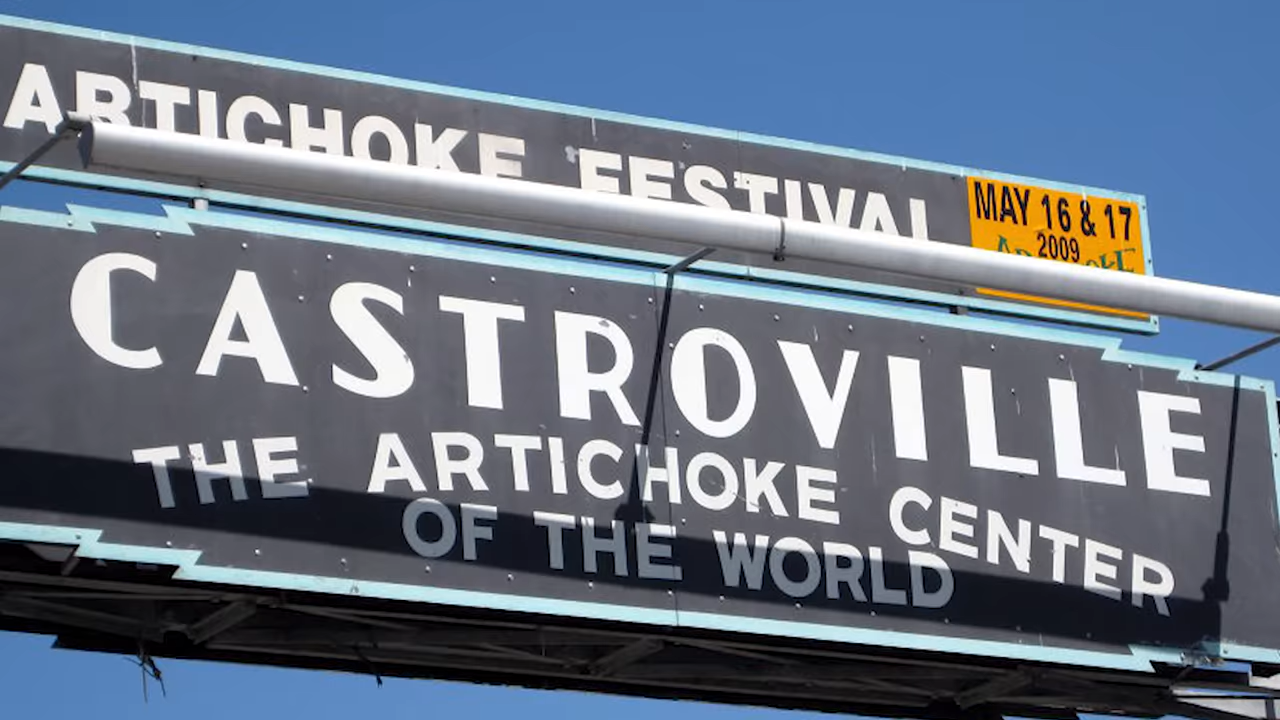 ARTICHOKE FESTIVAL
MAY 16 & 17
2009
CASTROVILLE
THE ARTICHOKE CENTER
OF THE WORLD